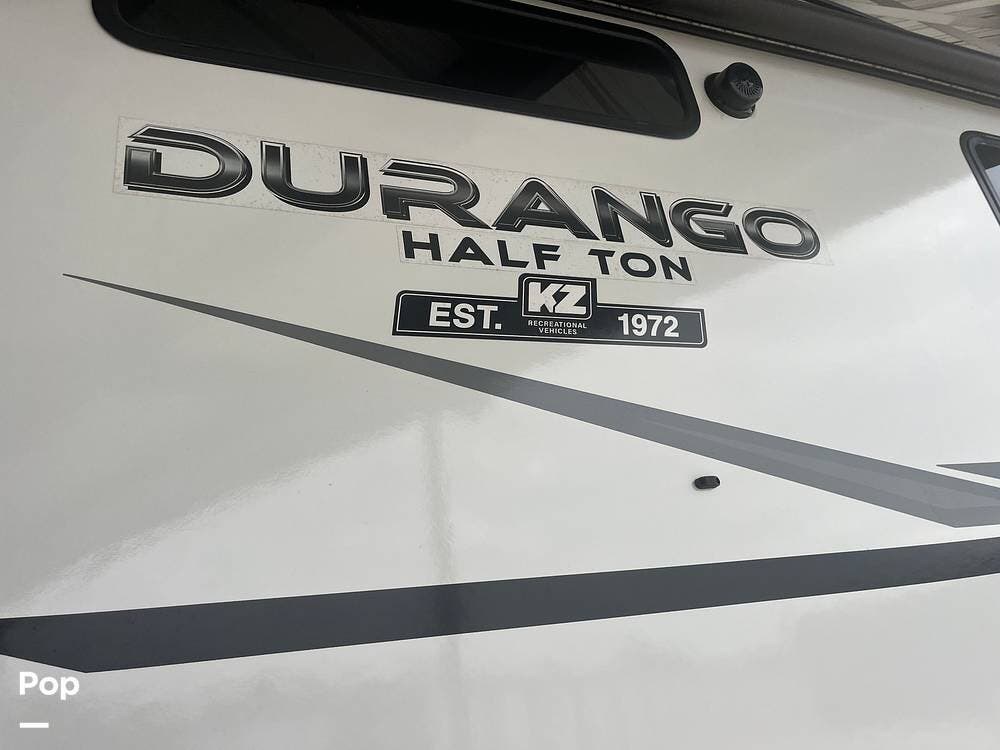 DURANGO
HALF TON
EST. KZ 1972
RECREATIONAL
VEHICLES
Pop